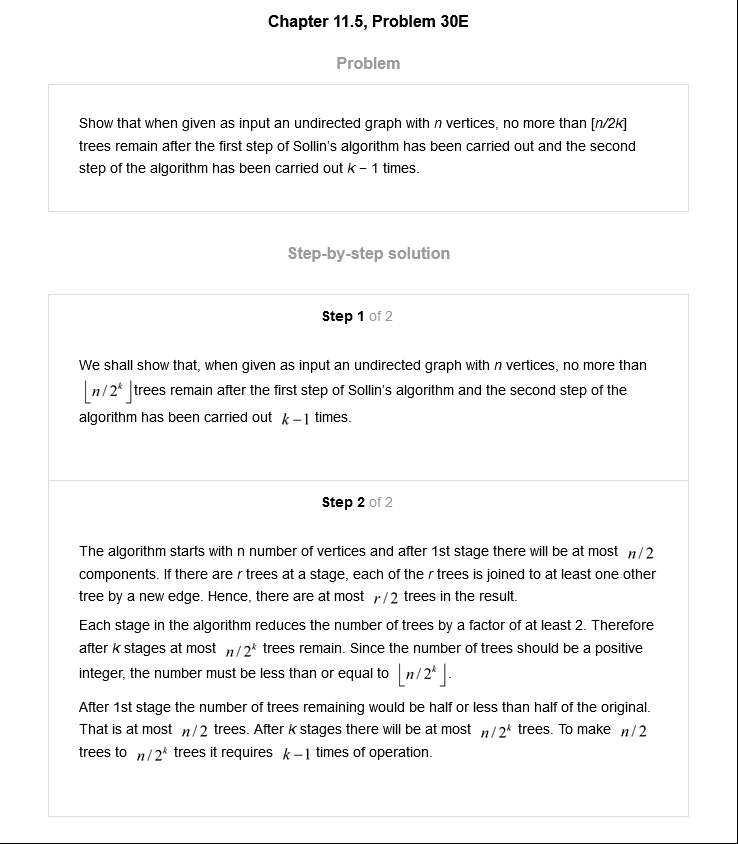 Chapter 11.5, Problem 30E
Problem
Show that when given as input an undirected graph with n vertices, no more than [n/2k]
trees remain after the first step of Sollin's algorithm has been carried out and the second
step of the algorithm has been carried out k − 1 times.
Step-by-step solution
Step 1 of 2
We shall show that, when given as input an undirected graph with n vertices, no more than
⌊n/2ᵏ⌋trees remain after the first step of Sollin's algorithm and the second step of the
algorithm has been carried out k−1 times.
Step 2 of 2
The algorithm starts with n number of vertices and after 1st stage there will be at most n/2
components. If there are r trees at a stage, each of the r trees is joined to at least one other
tree by a new edge. Hence, there are at most r/2 trees in the result.
Each stage in the algorithm reduces the number of trees by a factor of at least 2. Therefore
after k stages at most n/2ᵏ trees remain. Since the number of trees should be a positive
integer, the number must be less than or equal to ⌊n/2ᵏ⌋.
After 1st stage the number of trees remaining would be half or less than half of the original.
That is at most n/2 trees. After k stages there will be at most n/2ᵏ trees. To make n/2
trees to n/2ᵏ trees it requires k−1 times of operation.